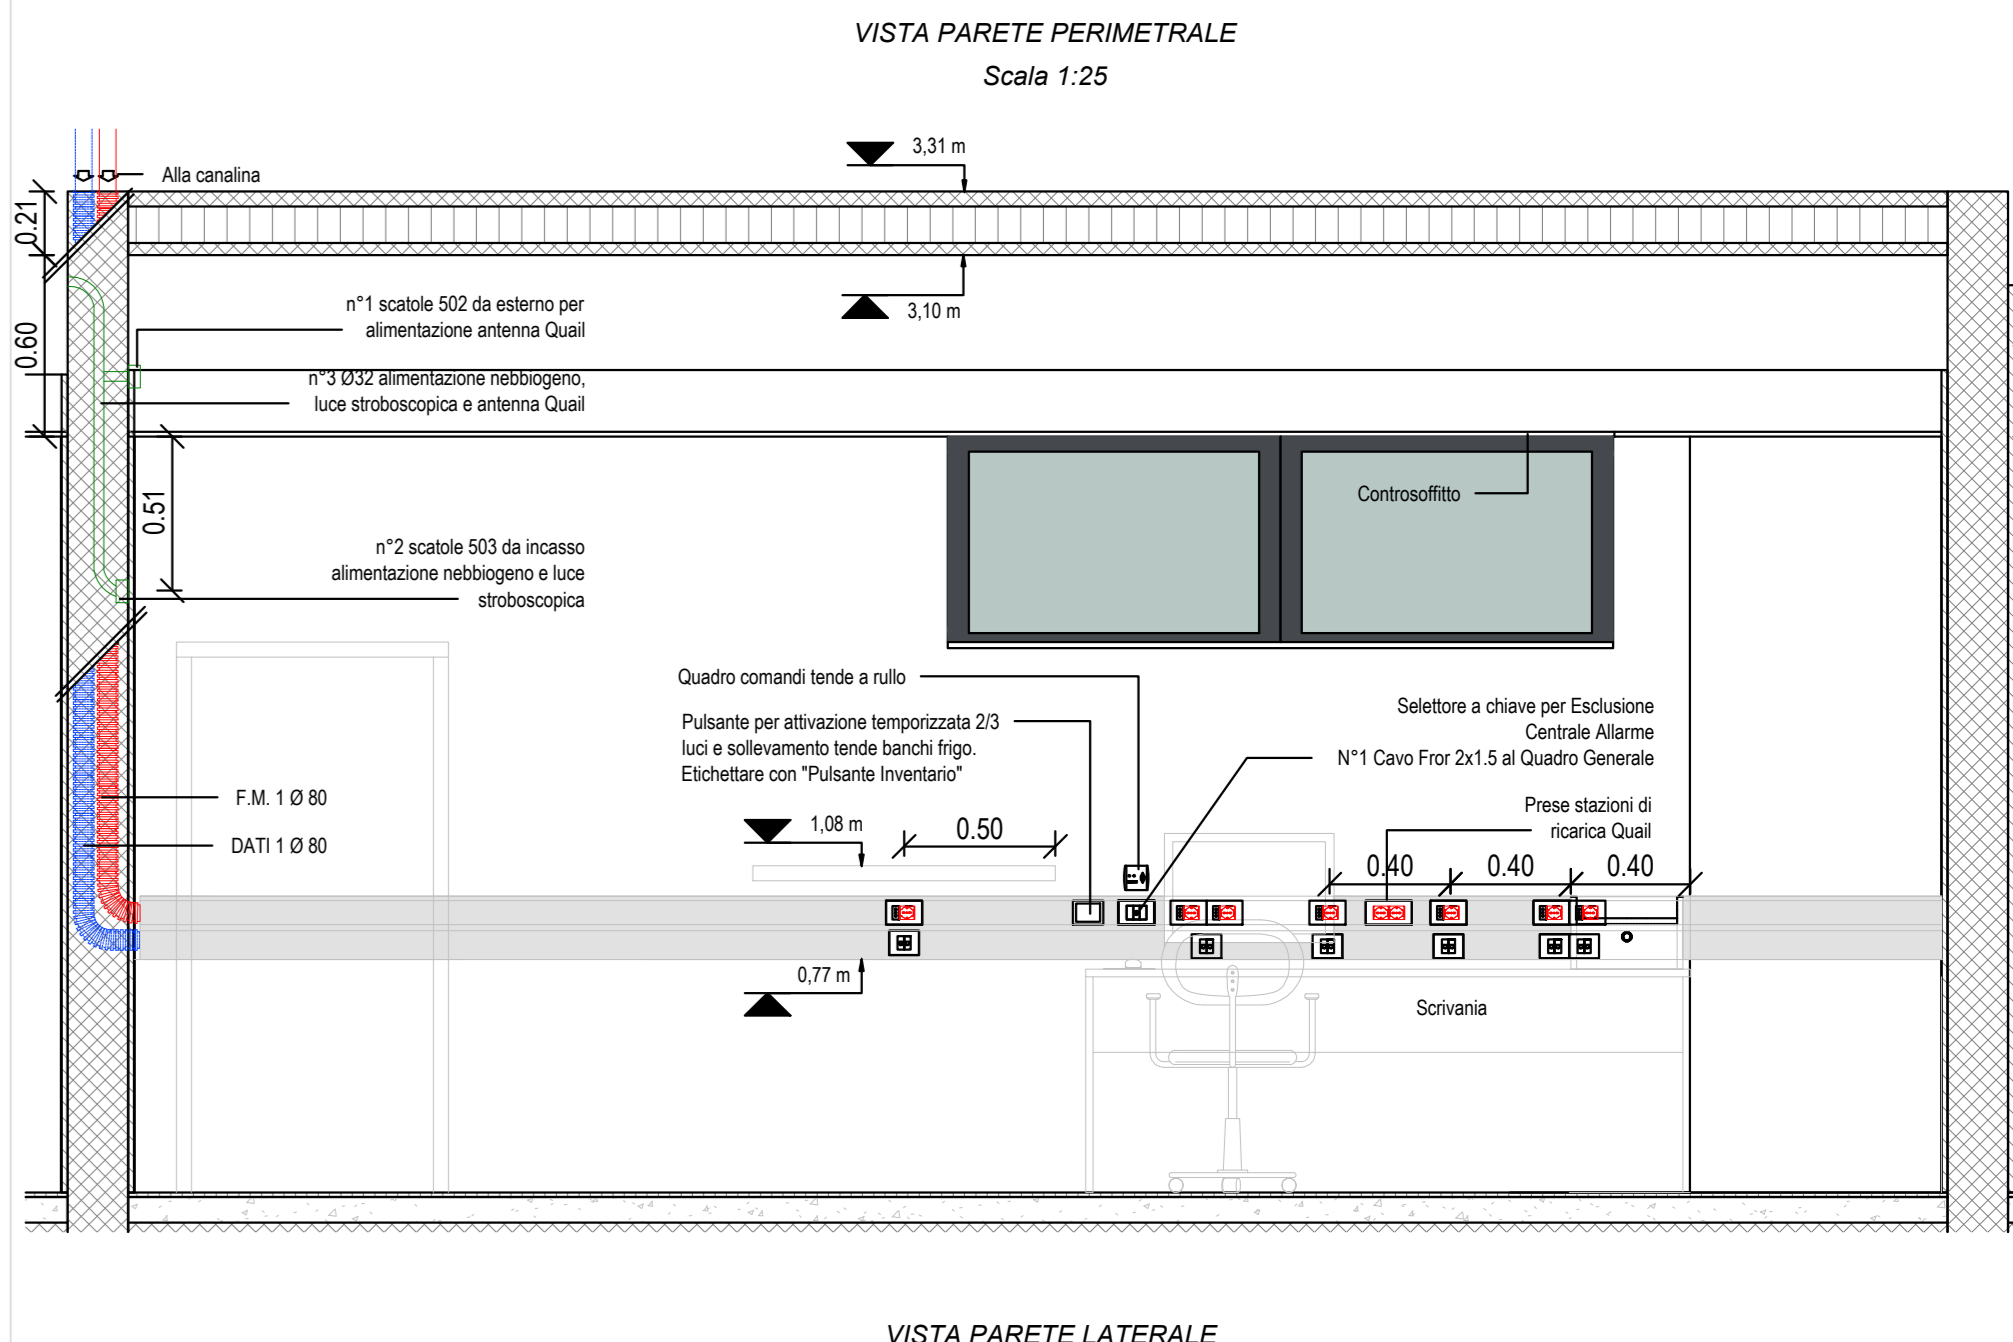 VISTA PARETE PERIMETRALE
Scala 1:25
3,31 m
Alla canalina
0.21
3,10 m
n°1 scatole 502 da esterno per
alimentazione antenna Quail
0.60
n°3 Ø32 alimentazione nebbiogeno,
luce stroboscopica e antenna Quail
0.51
Controsoffitto
n°2 scatole 503 da incasso
alimentazione nebbiogeno e luce
stroboscopica
Quadro comandi tende a rullo
Pulsante per attivazione temporizzata 2/3
luci e sollevamento tende banchi frigo.
Etichettare con "Pulsante Inventario"
Selettore a chiave per Esclusione
Centrale Allarme
N°1 Cavo Fror 2x1.5 al Quadro Generale
F.M. 1 Ø 80
DATI 1 Ø 80
Prese stazioni di
ricarica Quail
1,08 m
0.50
0.40
0.40
0.40
0,77 m
Scrivania
VISTA PARETE LATERALE